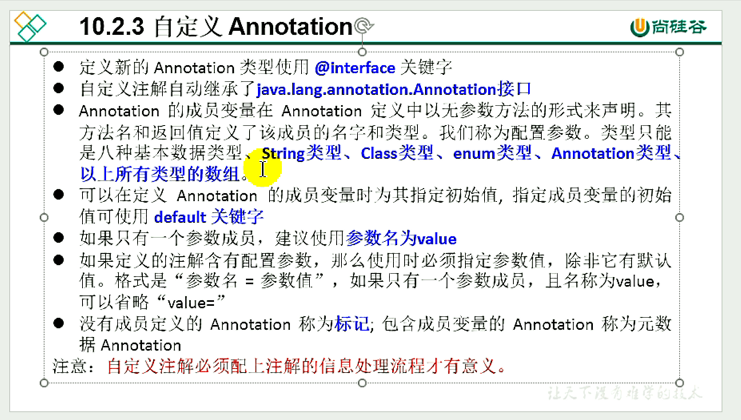 10.2.3 自定义 Annotation
尚硅谷
● 定义新的 Annotation 类型使用 @interface 关键字
● 自定义注解自动继承了java.lang.annotation.Annotation接口
● Annotation 的成员变量在 Annotation 定义中以无参数方法的形式来声明。其
方法名和返回值定义了该成员的名字和类型。我们称为配置参数。类型只能
是八种基本数据类型、String类型、Class类型、enum类型、Annotation类型、
以上所有类型的数组。
● 可以在定义 Annotation 的成员变量时为其指定初始值, 指定成员变量的初始
值可使用 default 关键字
● 如果只有一个参数成员，建议使用参数名为value
● 如果定义的注解含有配置参数，那么使用时必须指定参数值，除非它有默认
值。格式是“参数名 = 参数值”，如果只有一个参数成员，且名称为value，
可以省略“value=”
● 没有成员定义的 Annotation 称为标记; 包含成员变量的 Annotation 称为元数
据 Annotation
注意：自定义注解必须配上注解的信息处理流程才有意义。
让天下没有难学的技术